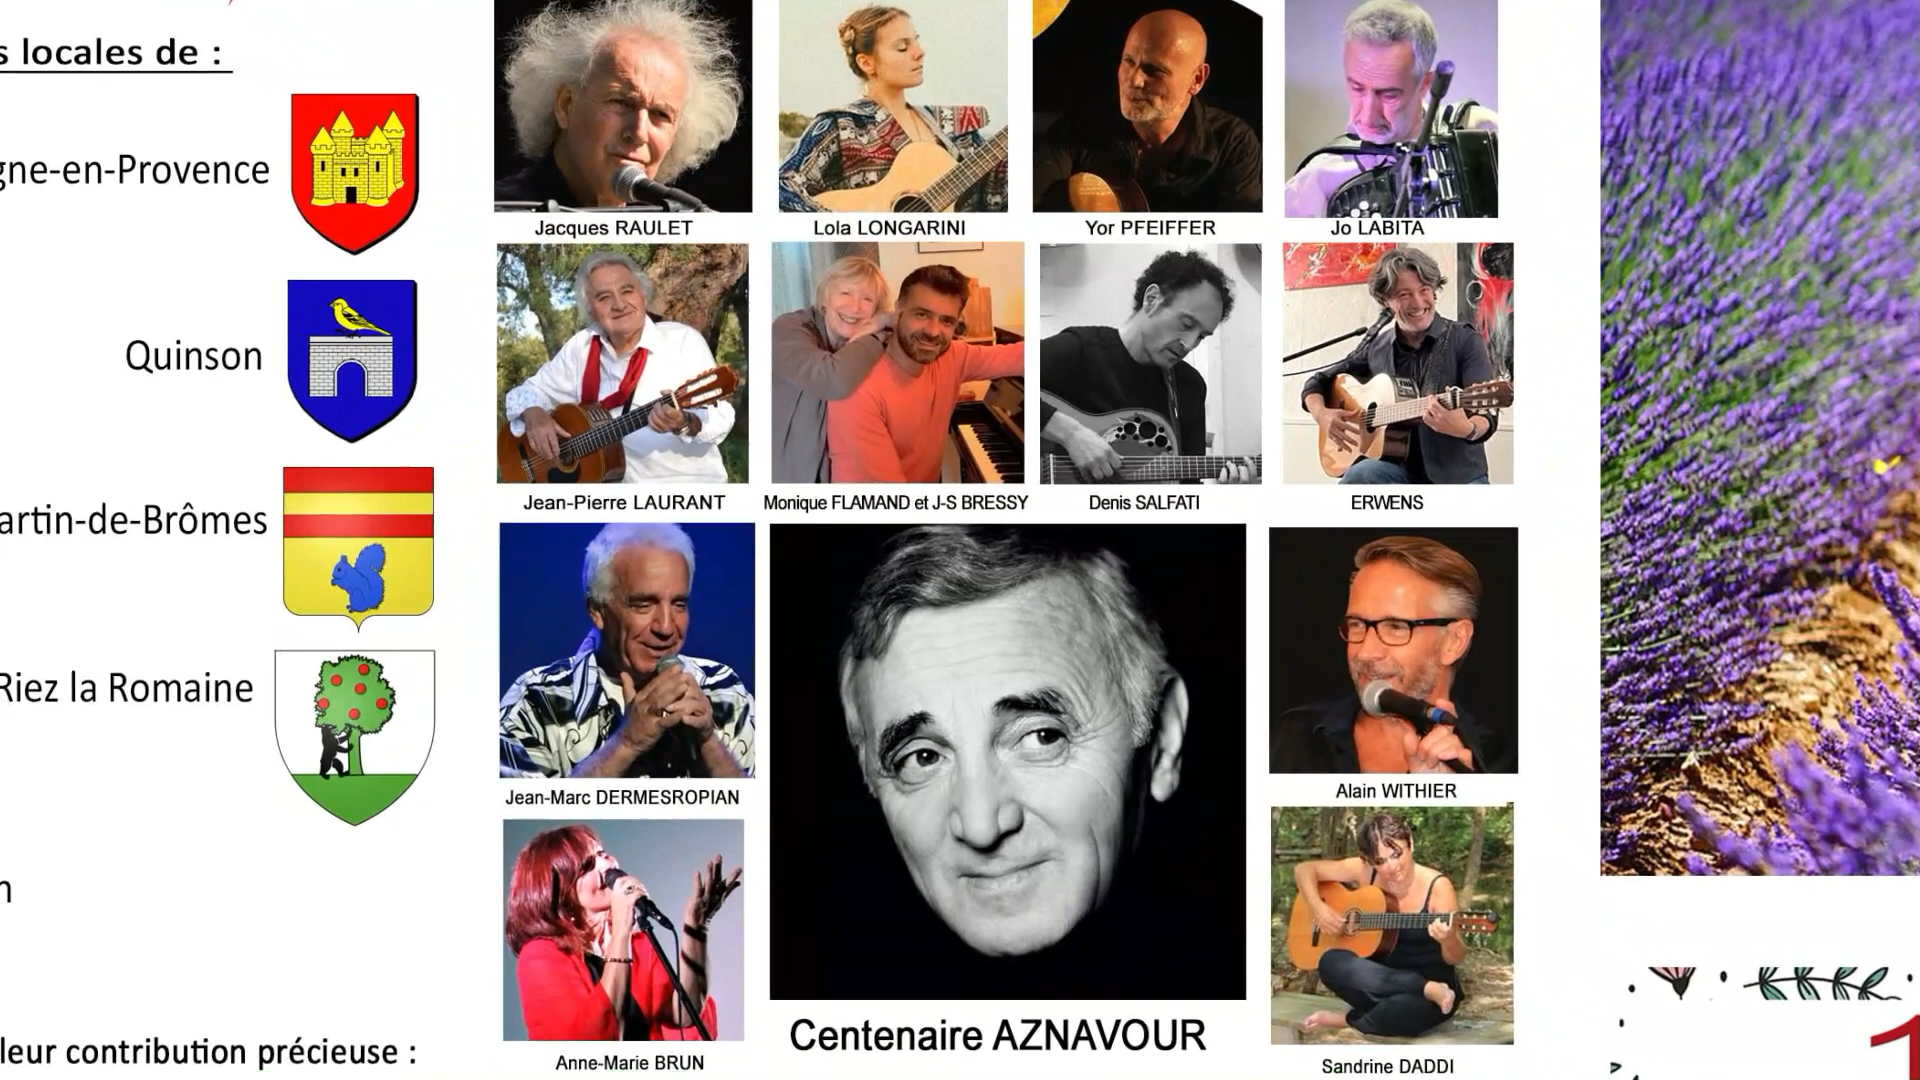 s locales de :
gne-en-Provence
Quinson
artin-de-Brômes
Riez la Romaine
n
leur contribution précieuse :
Jacques RAULET
Lola LONGARINI
Yor PFEIFFER
Jo LABITA
Jean-Pierre LAURANT
Monique FLAMAND et J-S BRESSY
Denis SALFATI
ERWENS
Jean-Marc DERMESROPIAN
Alain WITHIER
Anne-Marie BRUN
Centenaire AZNAVOUR
Sandrine DADDI
1